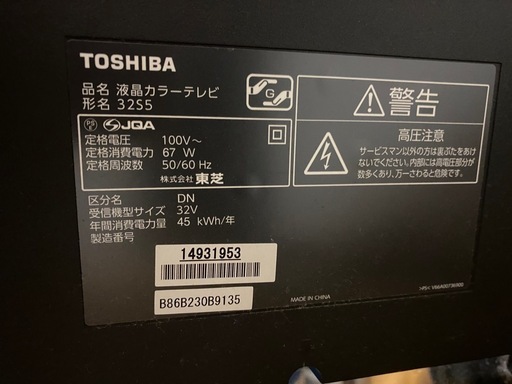 TOSHIBA
品名 液晶カラーテレビ
形名 32S5
G
PS E JQA
定格電圧 100V~
定格消費電力 67 W
定格周波数 50/60 Hz
株式会社 東芝
区分名 DN
受信機型サイズ 32V
年間消費電力量 45 kWh/年
製造番号
14931953
B86B230B9135
警告
高圧注意
サービスマン以外の方は裏ぶたをあけ
ないでください。内部には高電圧部分が
数多くあり、万一さわると危険です。
MADE IN CHINA
>PS< V66A00736900